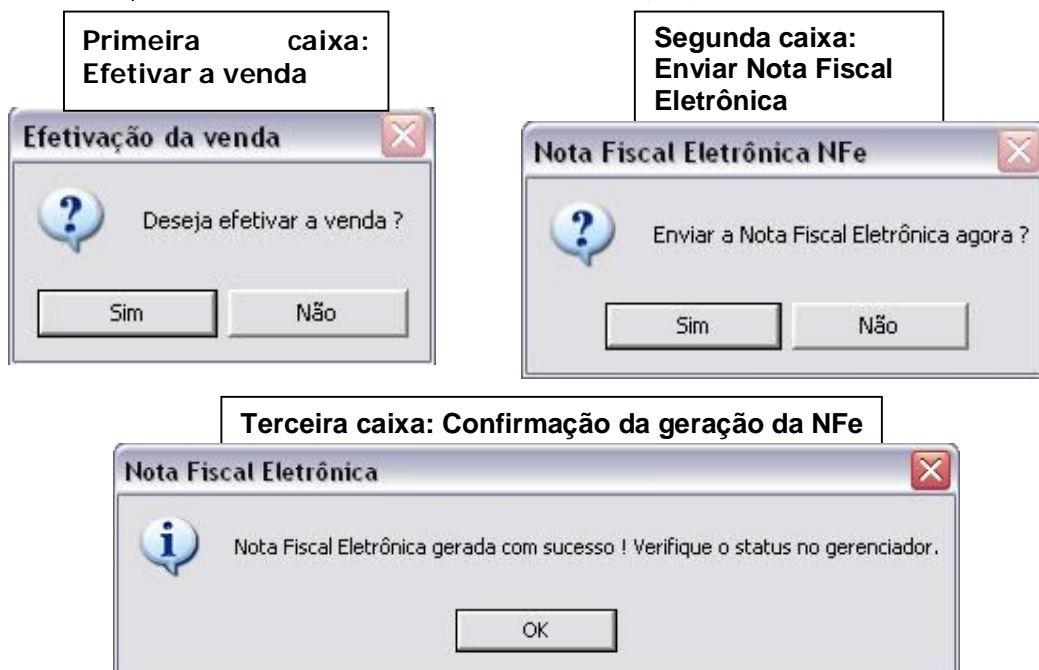 Primeira caixa:
Efetivar a venda
Segunda caixa:
Enviar Nota Fiscal
Eletrônica
Efetivação da venda
Deseja efetivar a venda ?
Sim
Não
Nota Fiscal Eletrônica NFe
Enviar a Nota Fiscal Eletrônica agora ?
Sim
Não
Terceira caixa: Confirmação da geração da NFe
Nota Fiscal Eletrônica
Nota Fiscal Eletrônica gerada com sucesso ! Verifique o status no gerenciador.
OK